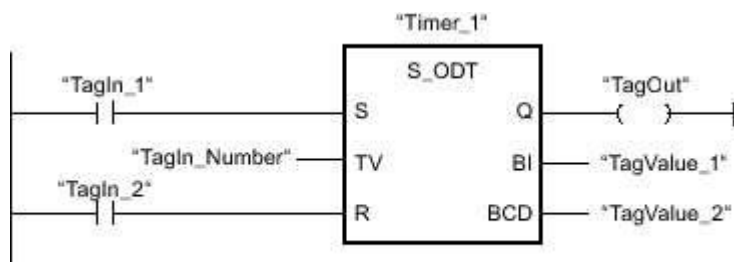 "Timer_1"
S_ODT
"TagIn_1"
"TagOut"
S
Q
"TagIn_Number"
TV
BI
"TagValue_1"
"TagIn_2"
R
BCD
"TagValue_2"